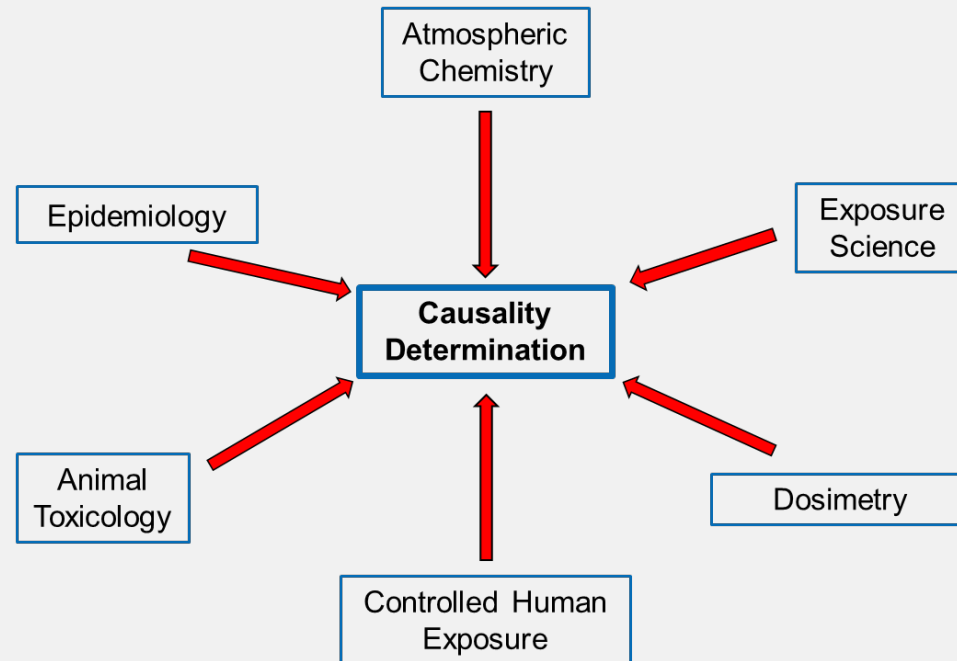 Atmospheric
Chemistry
Epidemiology
Exposure
Science
Causality
Determination
Animal
Toxicology
Dosimetry
Controlled Human
Exposure